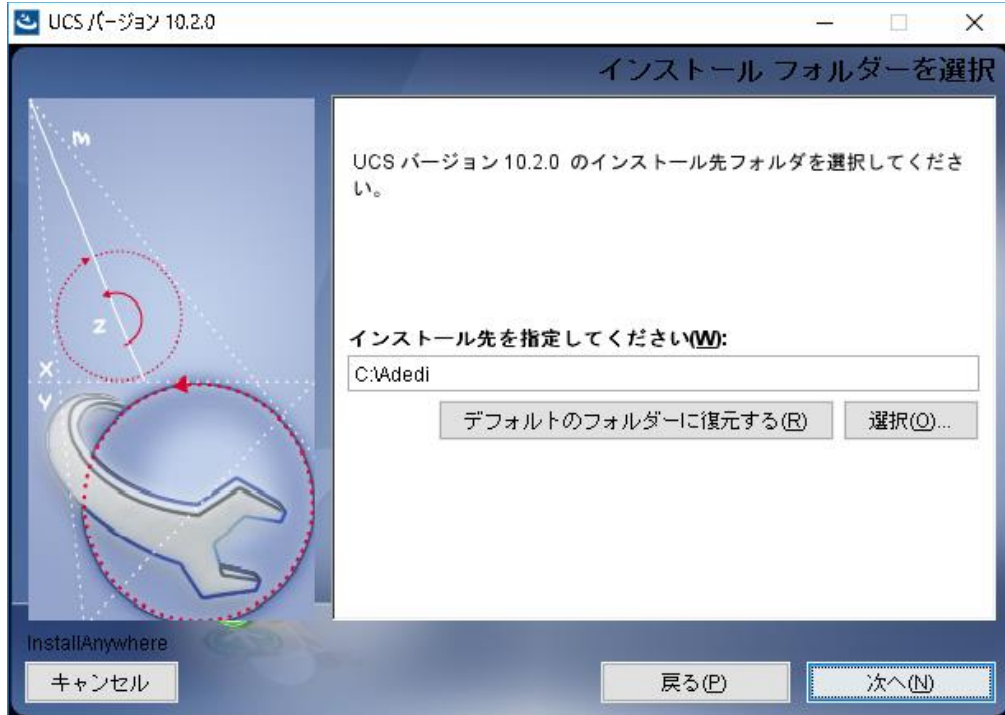 UCS バージョン 10.2.0
インストール フォルダーを選択
M
UCS バージョン 10.2.0 のインストール先フォルダを選択してくださ
い。
Z
インストール先を指定してください(W):
X
C:\Adedi
Y
デフォルトのフォルダーに復元する(R)
選択(O)...
InstallAnywhere
キャンセル
戻る(P)
次へ(N)